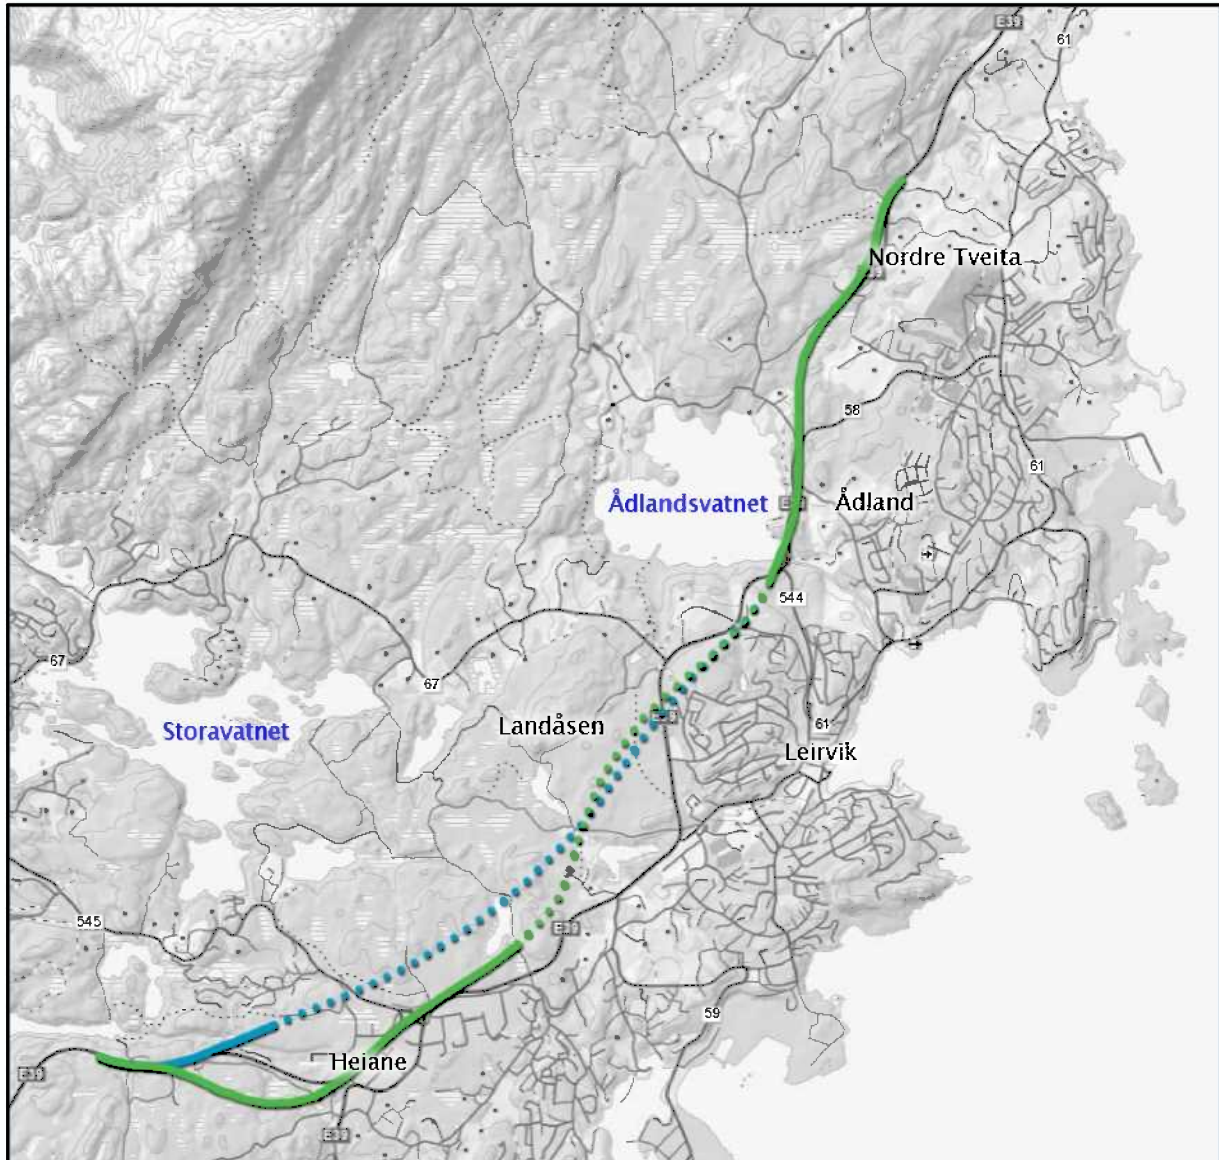 E39
61
Nordre Tveita
58
61
Ådlandsvatnet
Ådland
544
67
67
Landåsen
61
Storavatnet
Leirvik
545
E39
59
Heiane
E39
E39